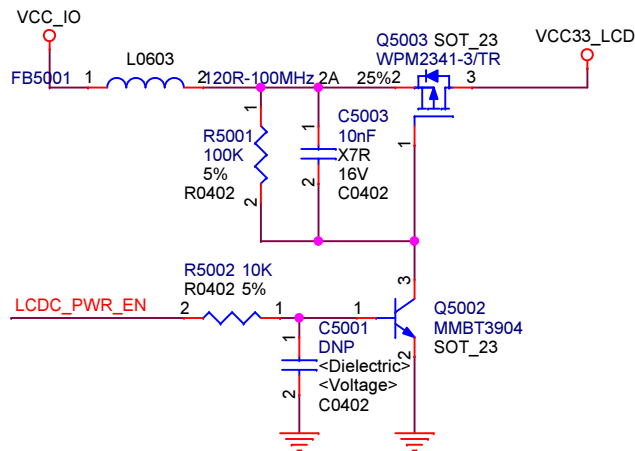 VCC_IO
Q5003 SOT_23
WPM2341-3/TR
VCC33_LCD
L0603
FB5001 1 2 120R-100MHz 2A 25% 2 3
1
R5001
100K
5%
R0402
2
1
C5003
10nF
X7R
16V
C0402
2
1
R5002 10K
R0402 5%
LCDC_PWR_EN
2 1 1
3
Q5002
MMBT3904
SOT_23
2
1
C5001
DNP
<Dielectric>
<Voltage>
C0402
2